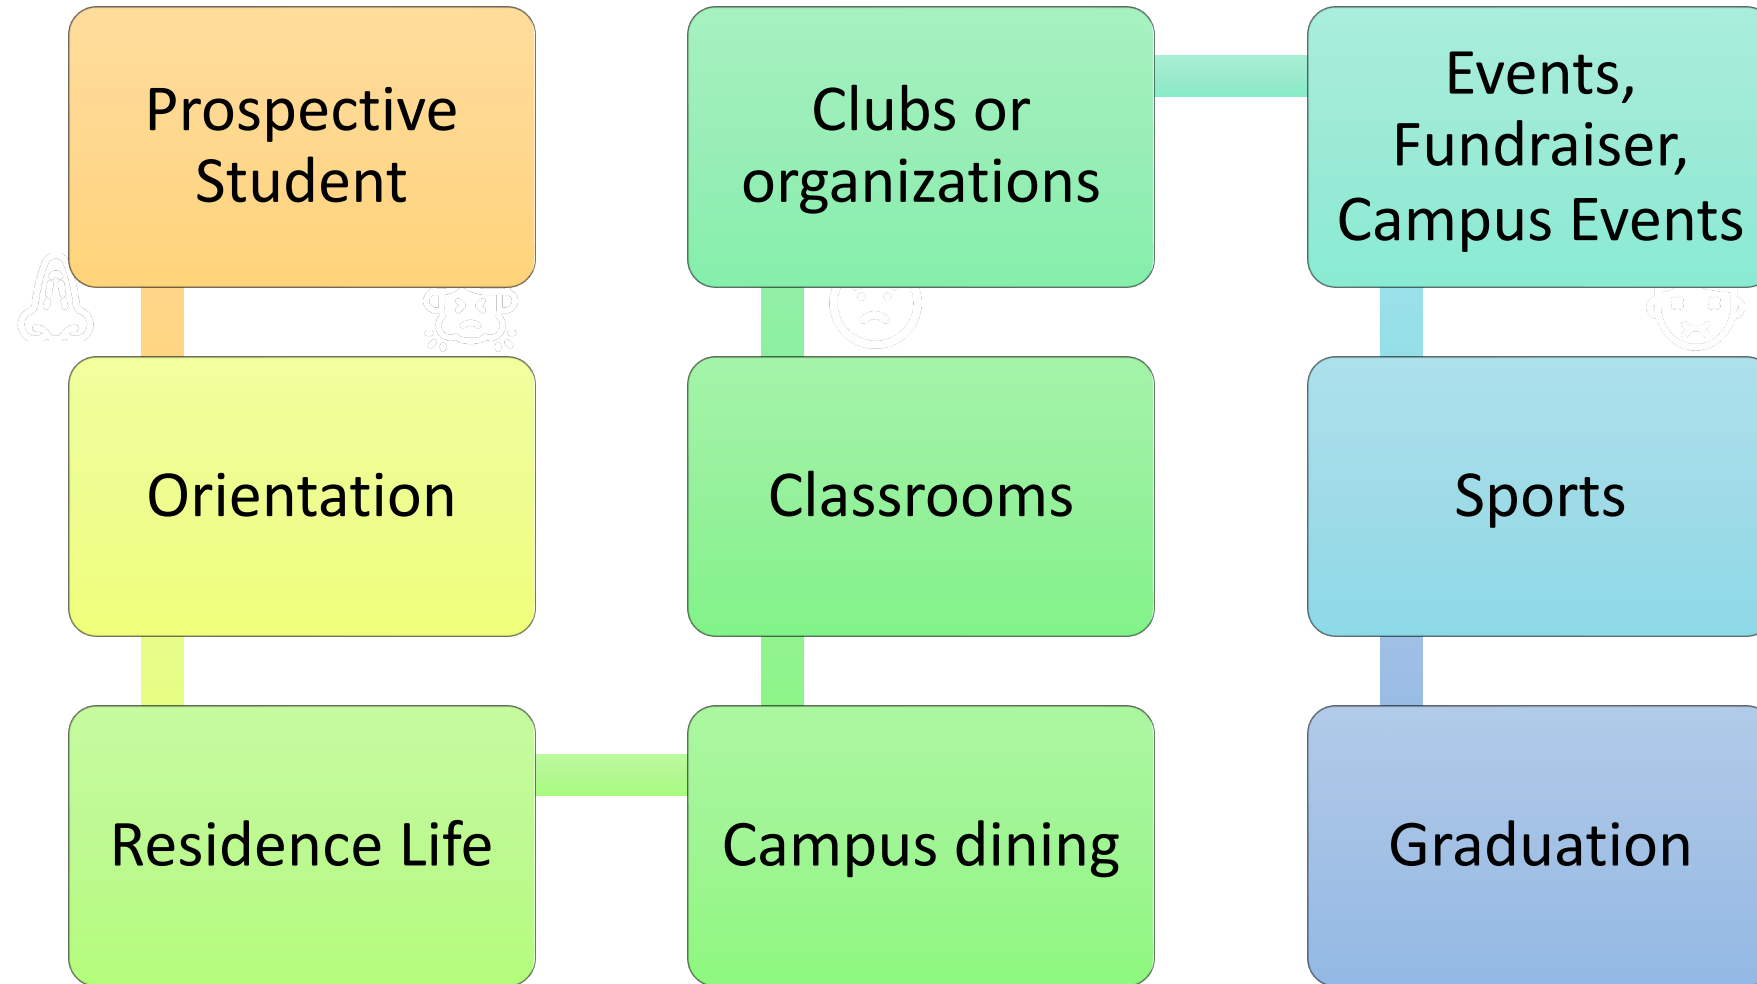 Prospective
Student
Orientation
Residence Life
Campus dining
Classrooms
Clubs or
organizations
Events,
Fundraiser,
Campus Events
Sports
Graduation